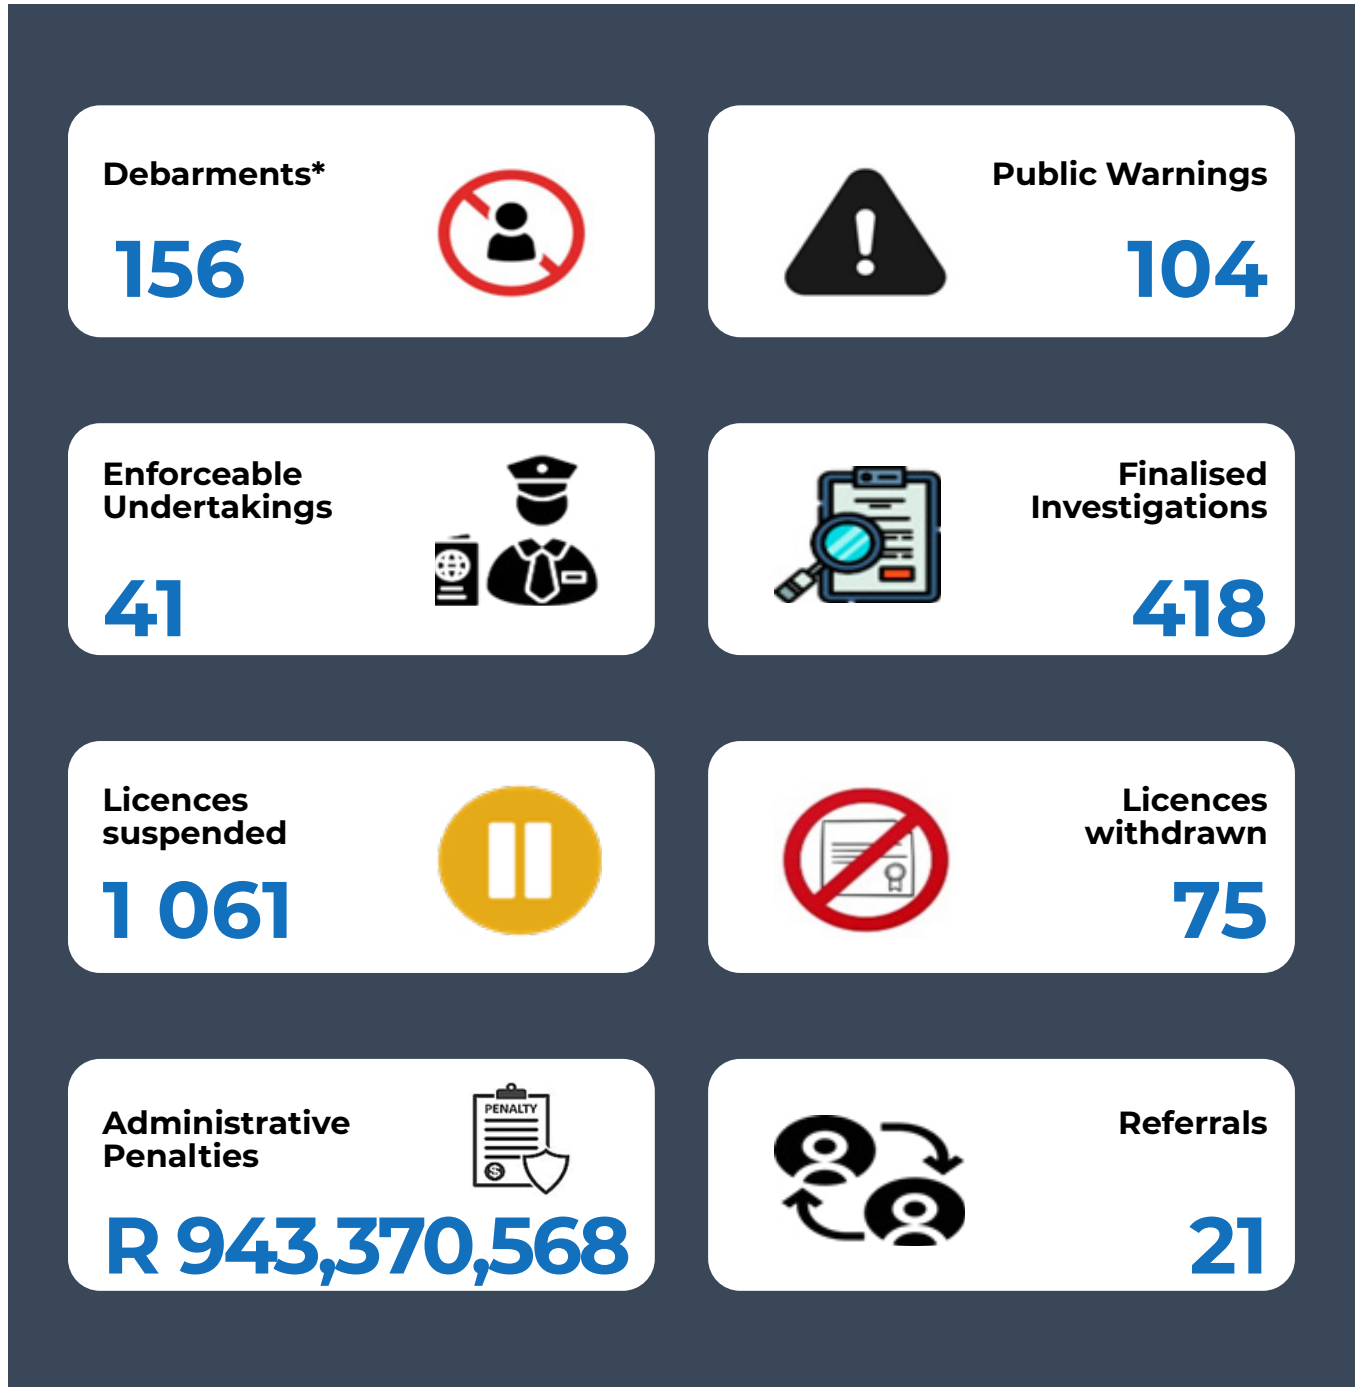 Debarments*
156
Public Warnings
104
Enforceable
Undertakings
41
Finalised
Investigations
418
Licences
suspended
1 061
Licences
withdrawn
75
Administrative
Penalties
PENALTY
$
R 943,370,568
Referrals
21